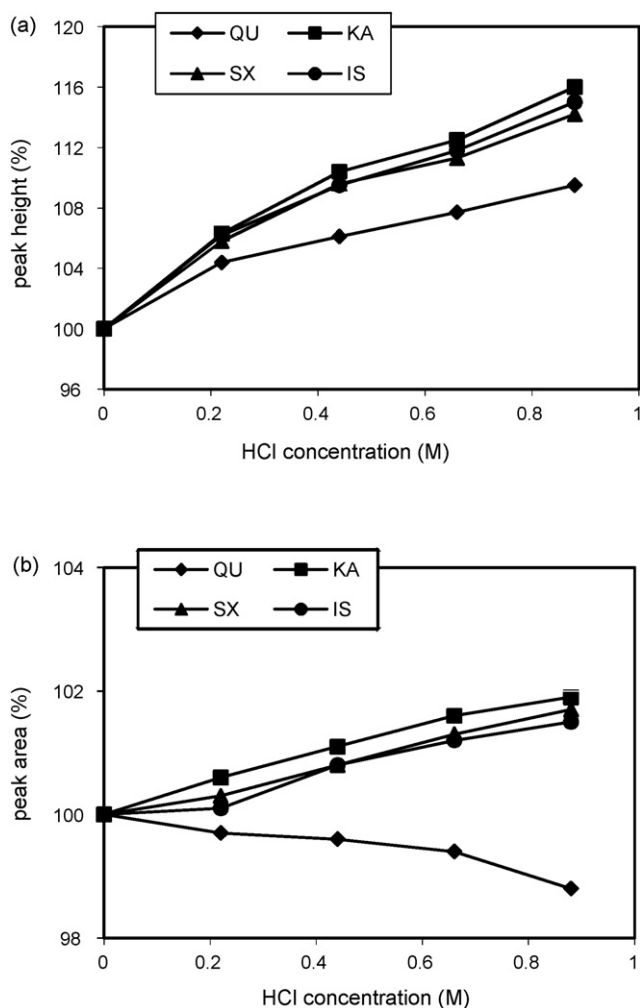 (a)
QU KA
SX IS
120
116
112
108
104
100
96
peak height (%)
0 0.2 0.4 0.6 0.8 1
HCl concentration (M)
(b)
QU KA
SX IS
104
102
100
98
peak area (%)
0 0.2 0.4 0.6 0.8 1
HCl concentration (M)